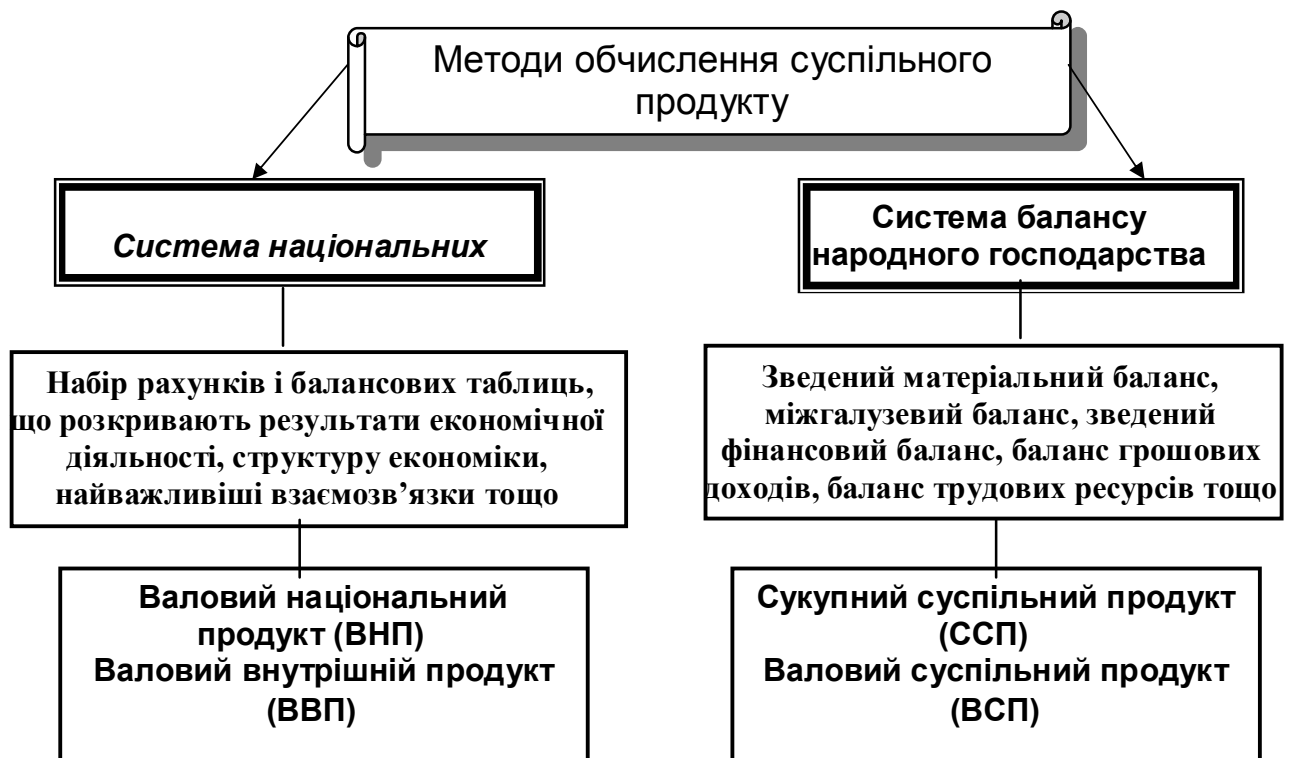 Методи обчислення суспільного
продукту
Система національних
Система балансу
народного господарства
Набір рахунків і балансових таблиць,
що розкривають результати економічної
діяльності, структуру економіки,
найважливіші взаємозв’язки тощо
Зведений матеріальний баланс,
міжгалузевий баланс, зведений
фінансовий баланс, баланс грошових
доходів, баланс трудових ресурсів тощо
Валовий національний
продукт (ВНП)
Валовий внутрішній продукт
(ВВП)
Сукупний суспільний продукт
(ССП)
Валовий суспільний продукт
(ВСП)